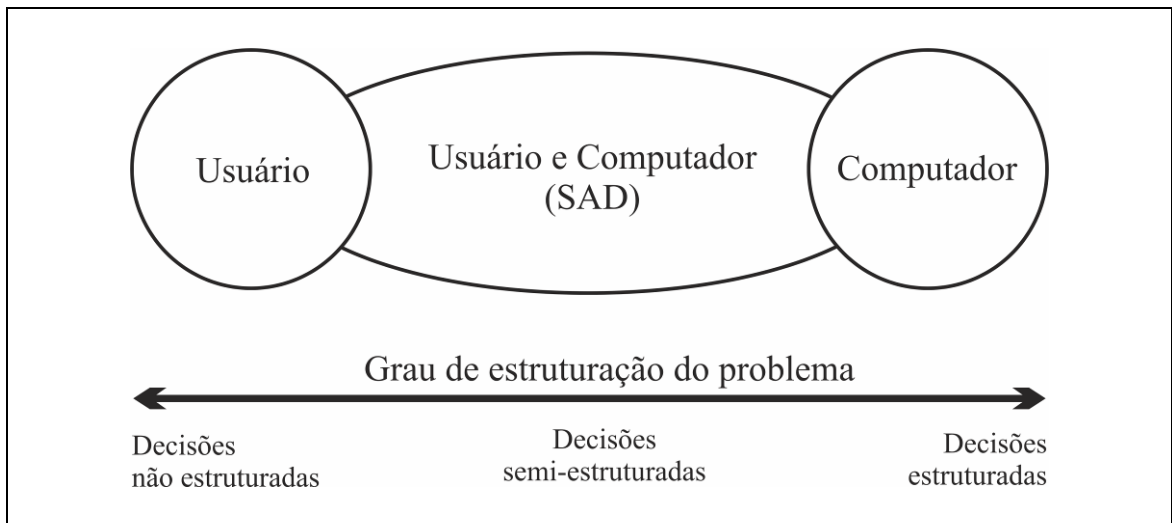 Usuário
Usuário e Computador
(SAD)
Computador
Grau de estruturação do problema
Decisões
não estruturadas
Decisões
semi-estruturadas
Decisões
estruturadas